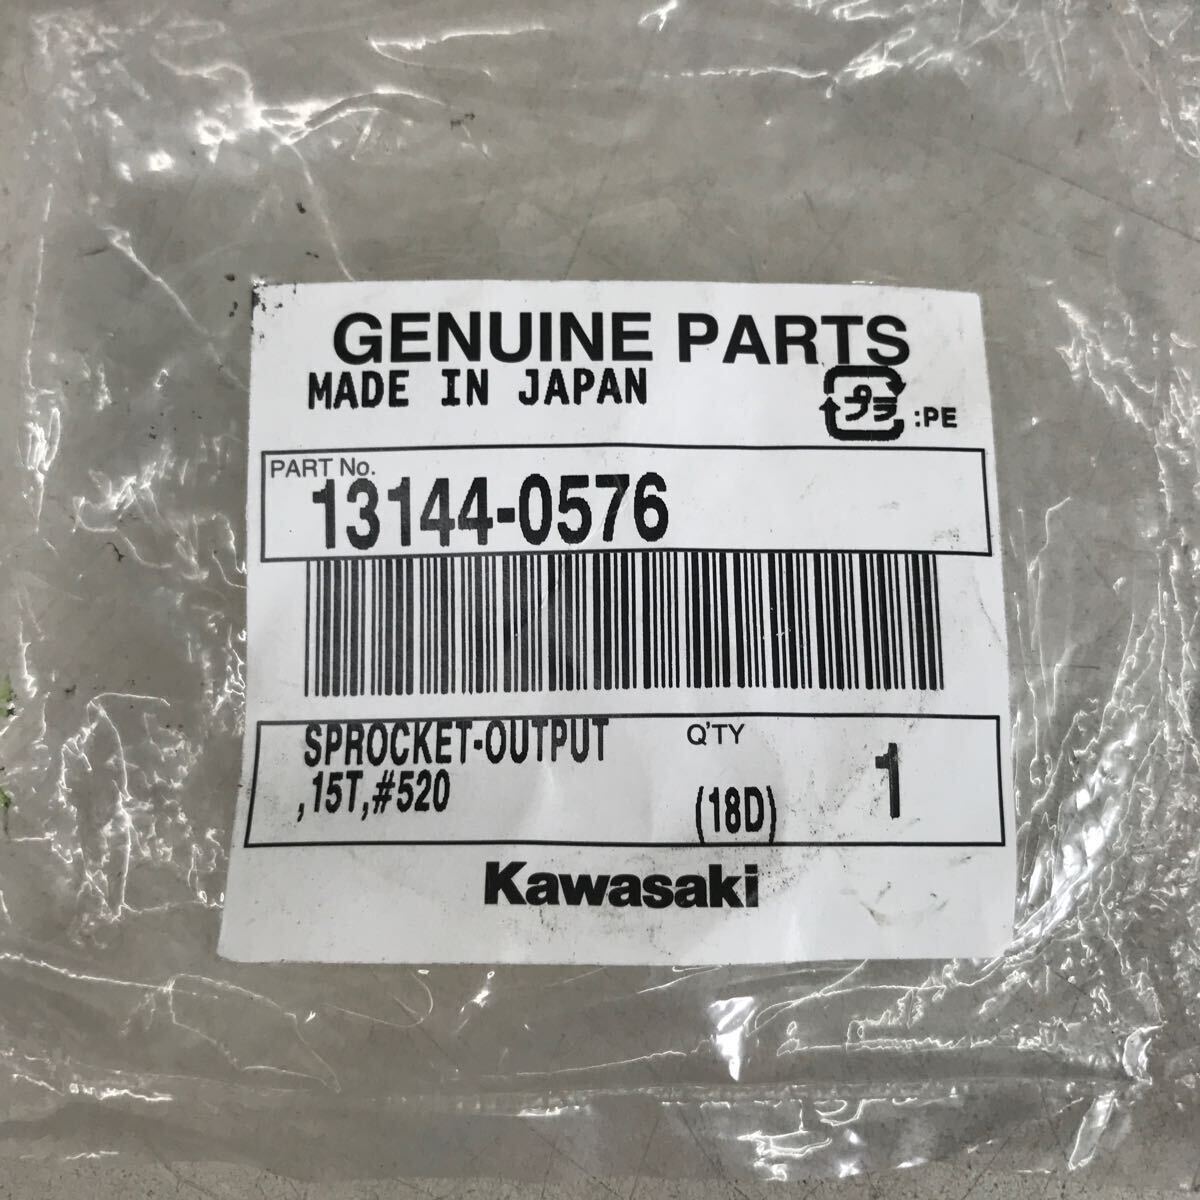 GENUINE PARTS
MADE IN JAPAN
プラ :PE
PART No.
13144-0576
SPROCKET-OUTPUT
,15T,#520
Q'TY
(18D)
1
Kawasaki